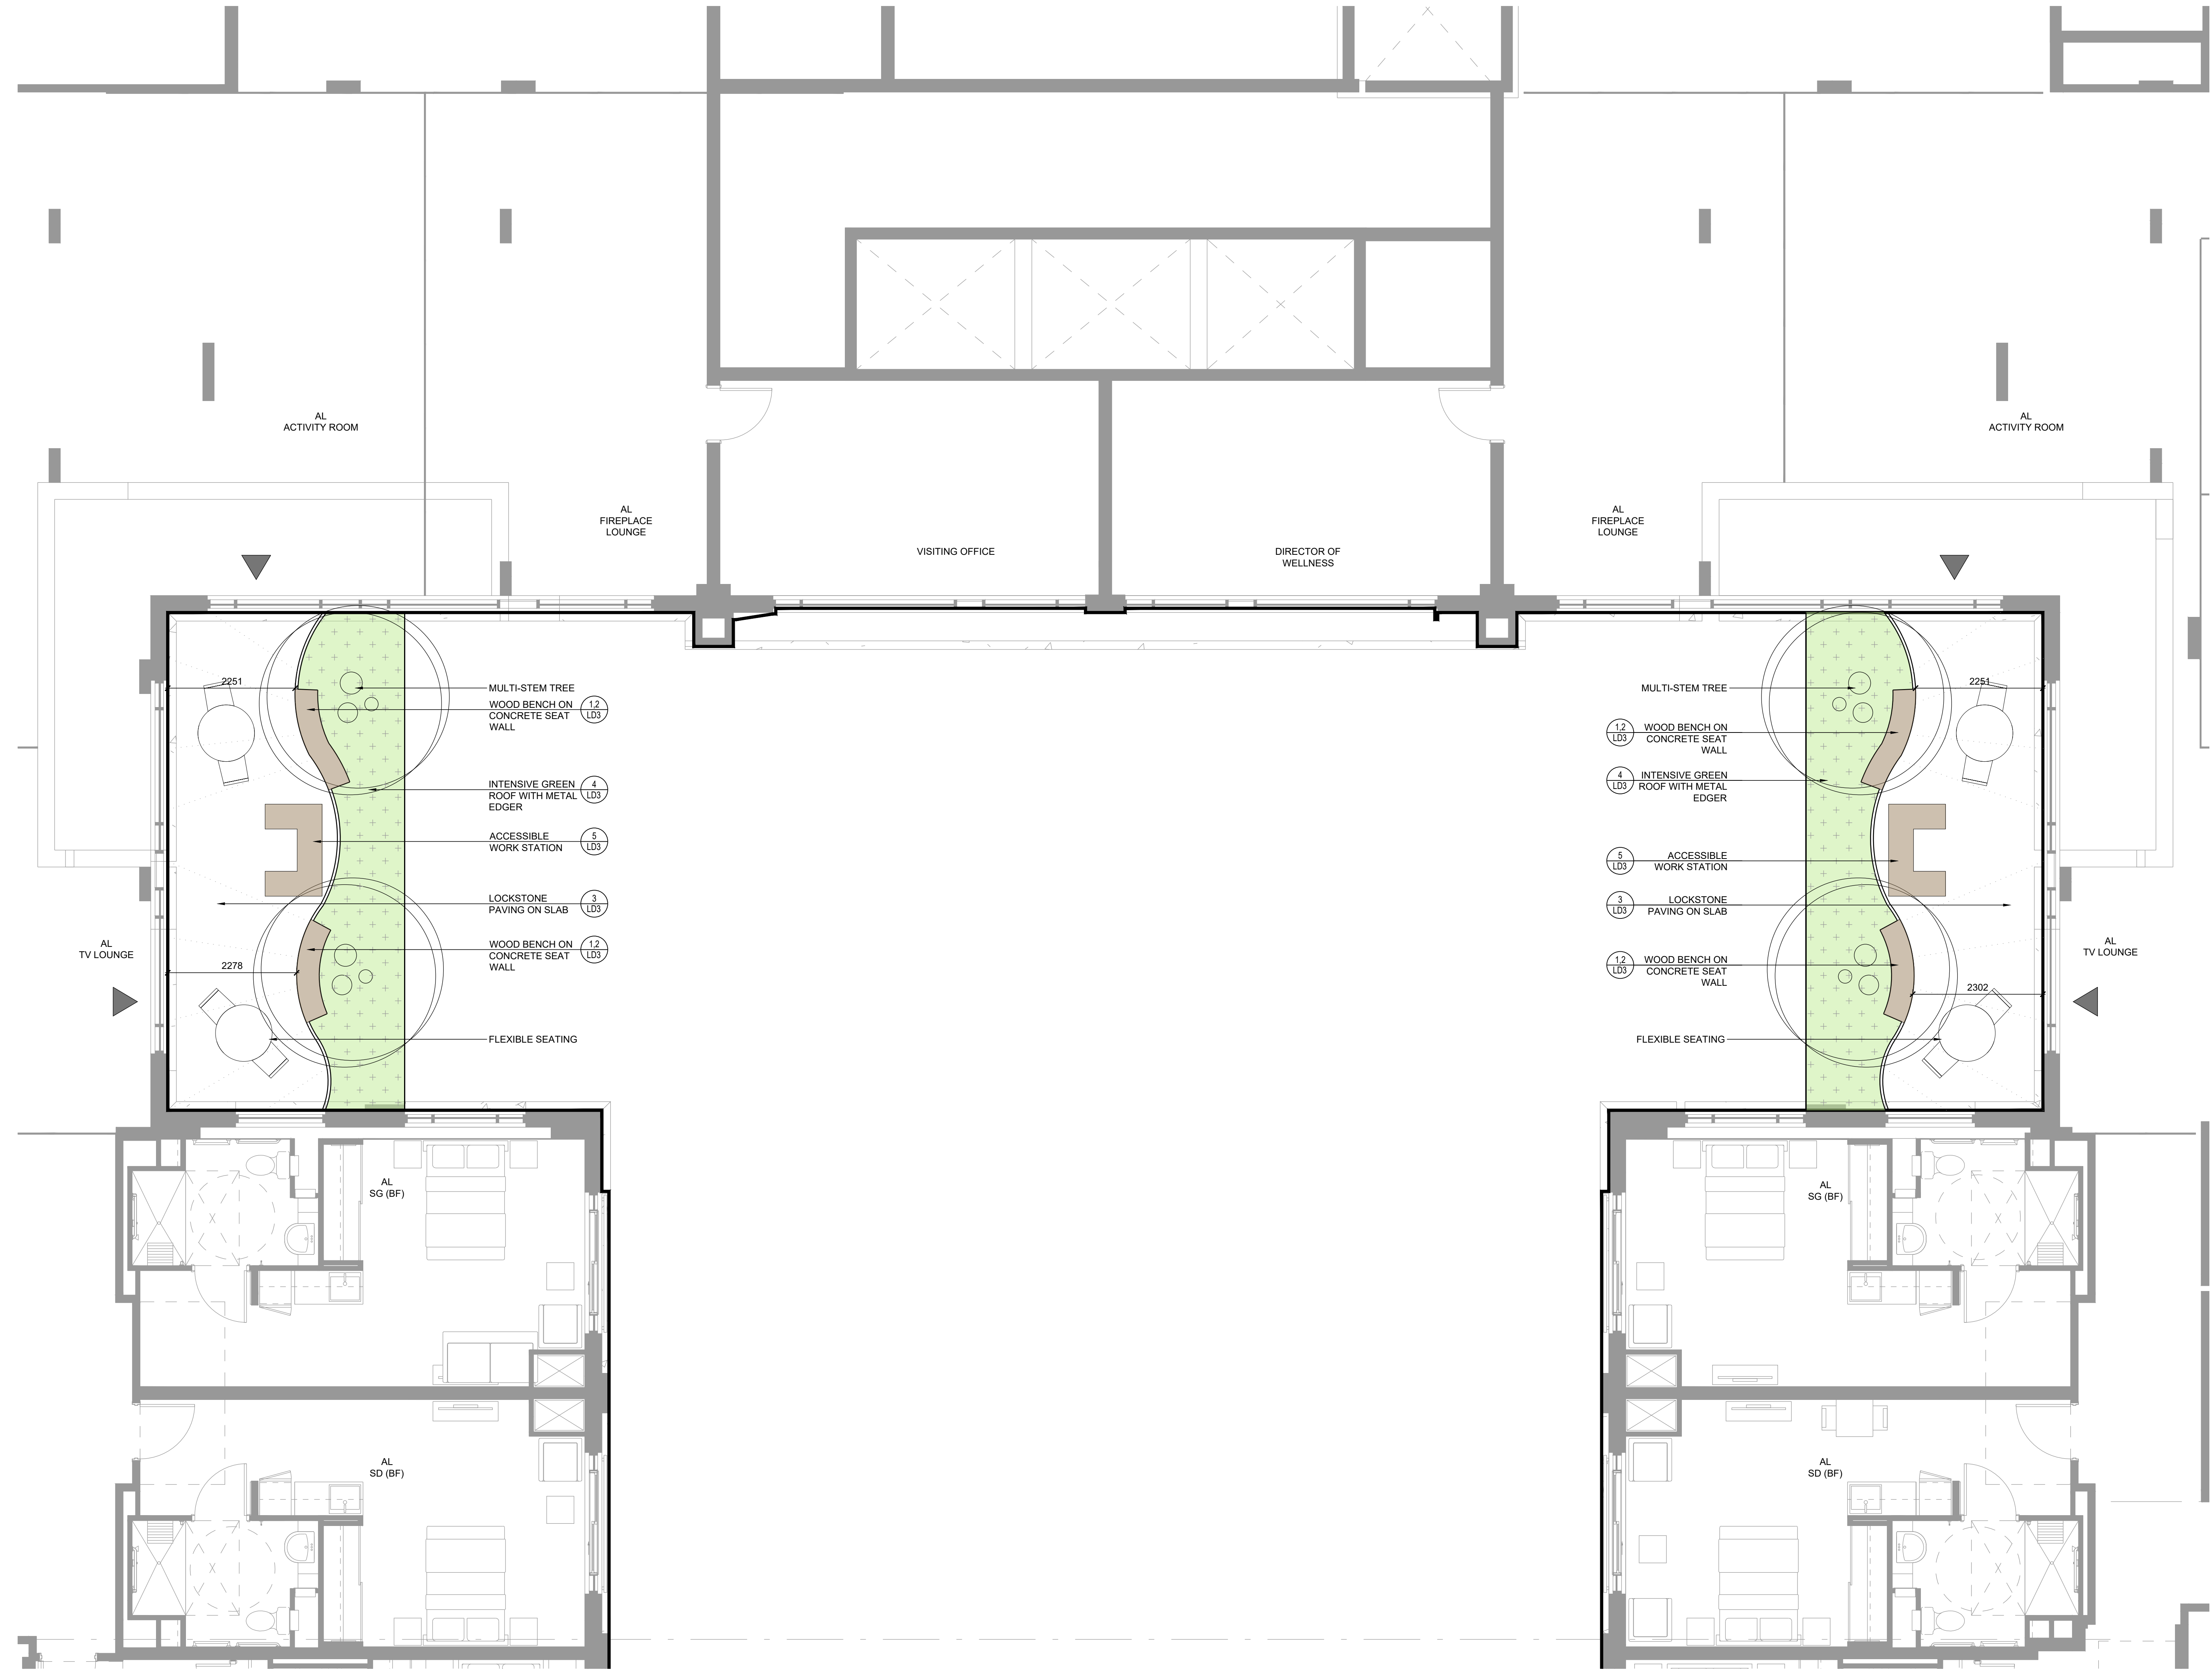 AL
ACTIVITY ROOM
AL
ACTIVITY ROOM
AL
FIREPLACE
LOUNGE
AL
FIREPLACE
LOUNGE
VISITING OFFICE
DIRECTOR OF
WELLNESS
2251
MULTI-STEM TREE
WOOD BENCH ON
CONCRETE SEAT
WALL
1,2
LD3
INTENSIVE GREEN
ROOF WITH METAL
EDGER
4
LD3
ACCESSIBLE
WORK STATION
5
LD3
LOCKSTONE
PAVING ON SLAB
3
LD3
WOOD BENCH ON
CONCRETE SEAT
WALL
1,2
LD3
AL
TV LOUNGE
2278
FLEXIBLE SEATING
2251
MULTI-STEM TREE
1,2
LD3
WOOD BENCH ON
CONCRETE SEAT
WALL
4
LD3
INTENSIVE GREEN
ROOF WITH METAL
EDGER
5
LD3
ACCESSIBLE
WORK STATION
3
LD3
LOCKSTONE
PAVING ON SLAB
1,2
LD3
WOOD BENCH ON
CONCRETE SEAT
WALL
AL
TV LOUNGE
2302
FLEXIBLE SEATING
AL
SG (BF)
AL
SG (BF)
AL
SD (BF)
AL
SD (BF)